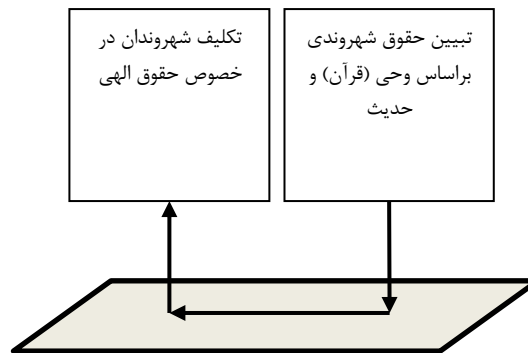 تبیین حقوق شهروندی
براساس وحی (قرآن) و
حدیث
تکلیف شهروندان در
خصوص حقوق الهی